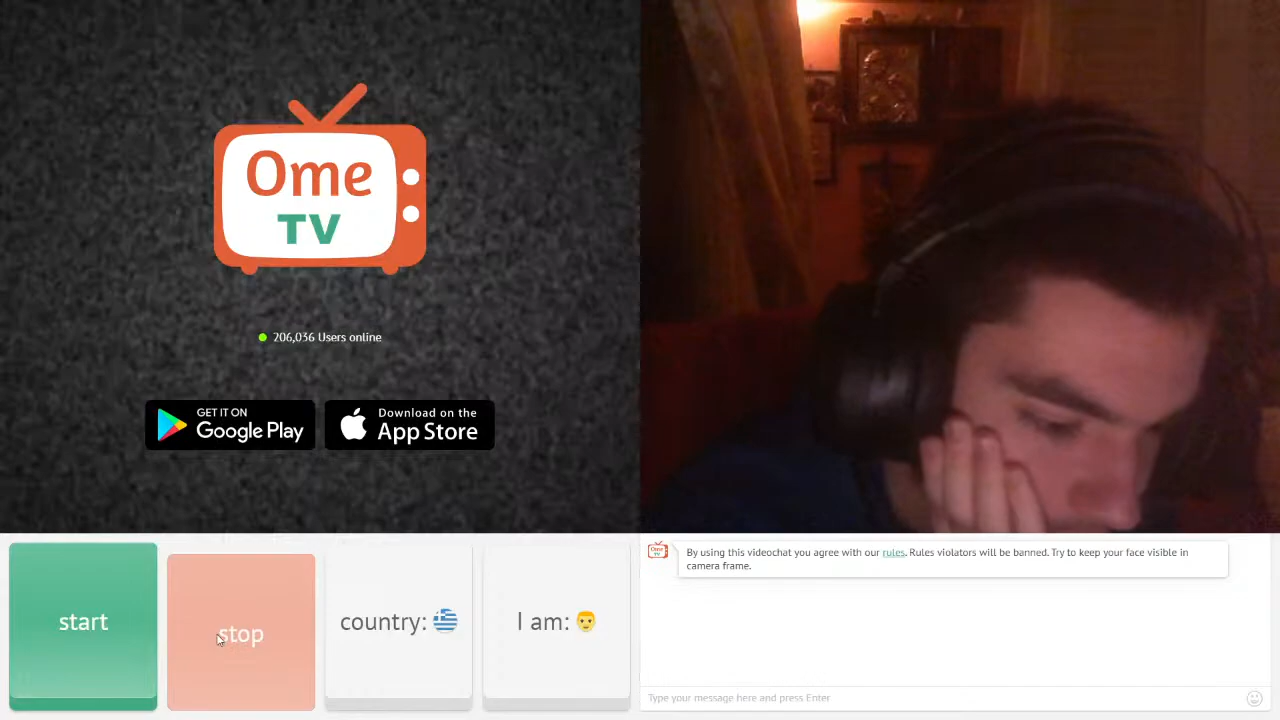 Ome
TV
206,036 Users online
GET IT ON
Google Play
Download on the
App Store
start
stop
country:
I am:
Ome
TV
By using this videochat you agree with our rules. Rules violators will be banned. Try to keep your face visible in
camera frame.
Type your message here and press Enter